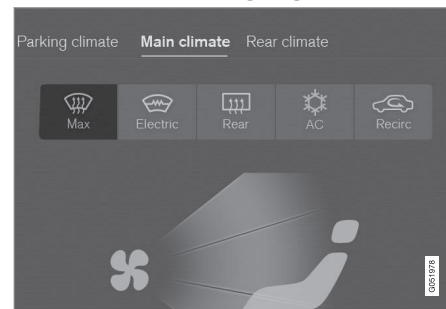 Parking climate Main climate Rear climate
Max Electric Rear AC Recirc
G051978